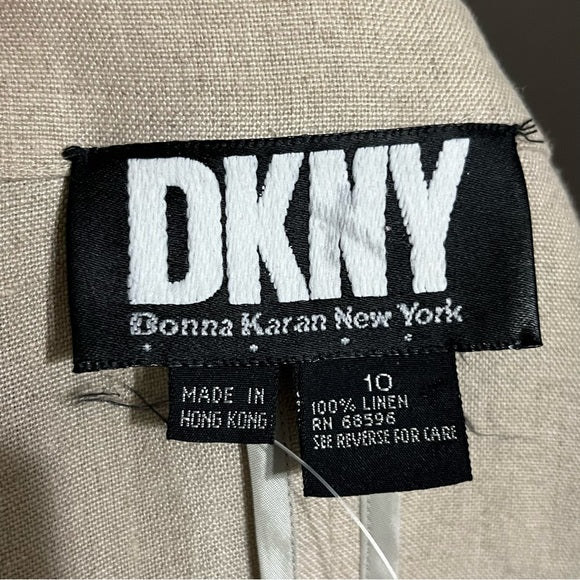 DKNY
Donna Karan New York
MADE IN
HONG KONG
10
100% LINEN
RN 68596
SEE REVERSE FOR CARE